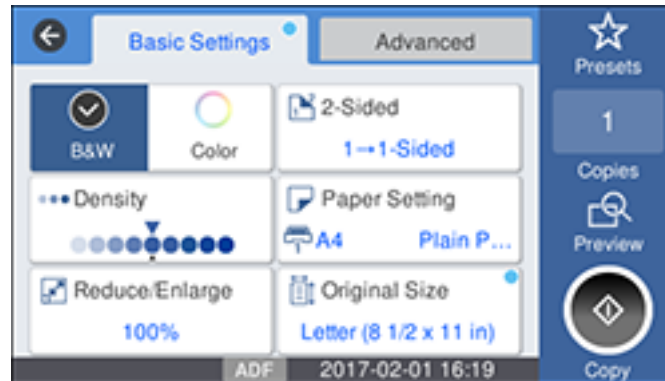 Basic Settings
Advanced
Presets
B&W
Color
2-Sided
1→1-Sided
1
Copies
Density
Paper Setting
A4
Plain P...
Preview
Reduce/Enlarge
100%
Original Size
Letter (8 1/2 x 11 in)
ADF
2017-02-01 16:19
Copy